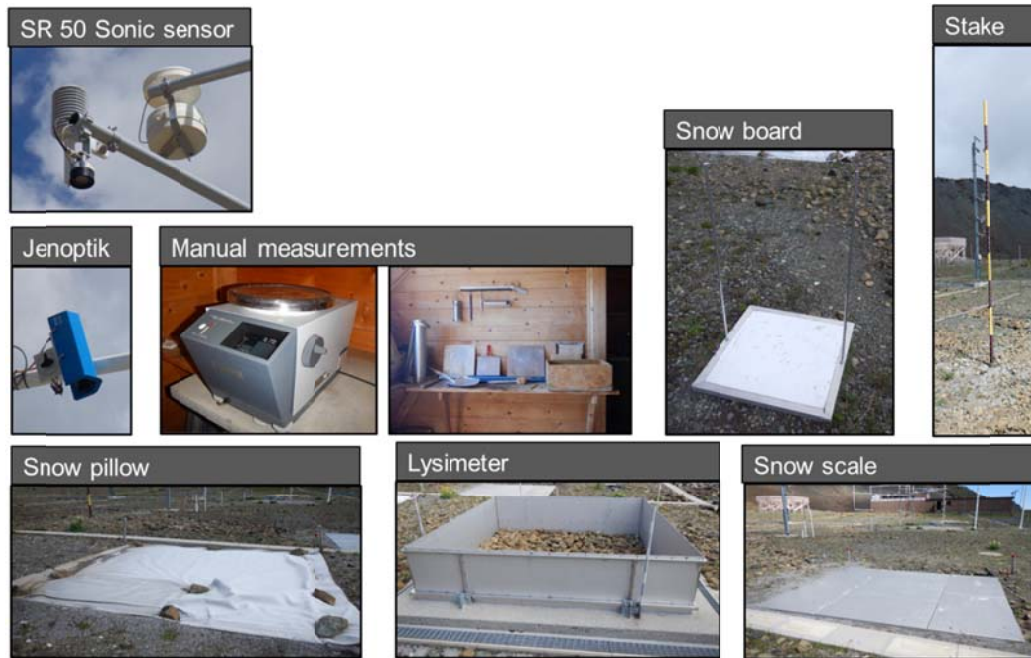 SR 50 Sonic sensor
Stake
Snow board
Jenoptik
Manual measurements
Snow pillow
Lysimeter
Snow scale